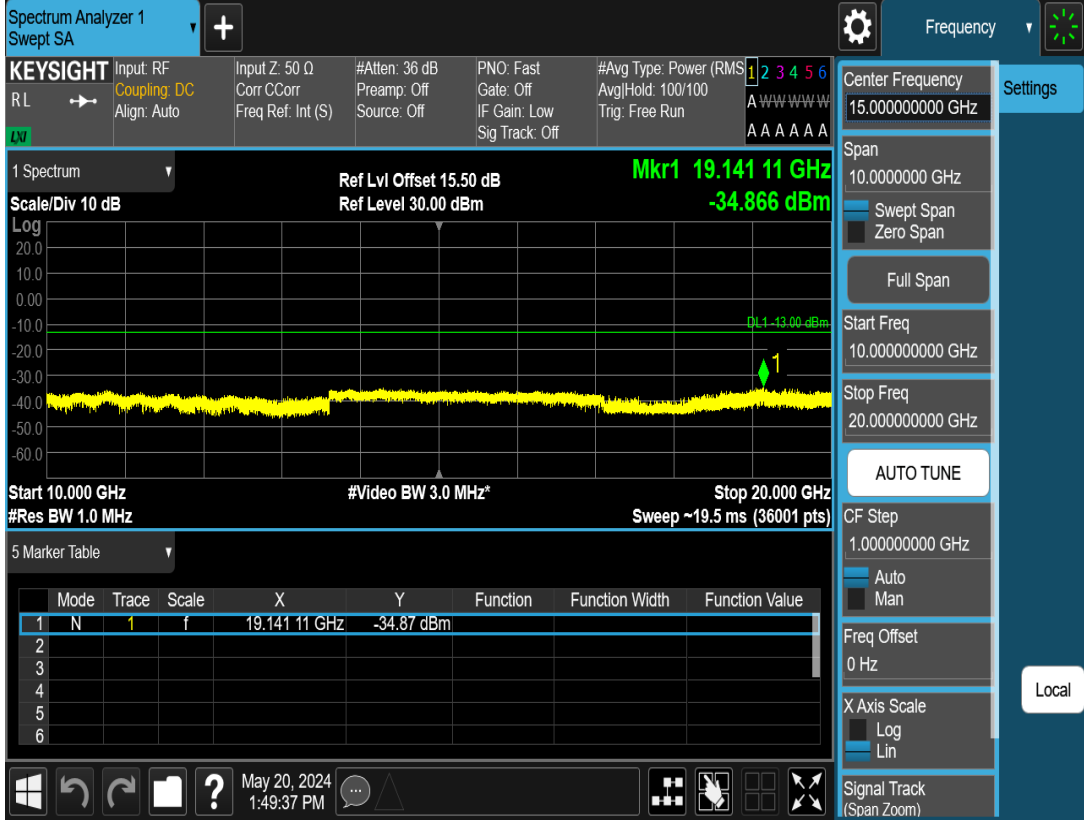 Spectrum Analyzer 1
Swept SA
+
Frequency
KEYSIGHT
R L
LXI
Input: RF
Coupling: DC
Align: Auto
Input Z: 50 Ω
Corr CCorr
Freq Ref: Int (S)
#Atten: 36 dB
Preamp: Off
Source: Off
PNO: Fast
Gate: Off
IF Gain: Low
Sig Track: Off
#Avg Type: Power (RMS
Avg|Hold: 100/100
Trig: Free Run
1 2 3 4 5 6
A W W W W W
A A A A A A
1 Spectrum
Scale/Div 10 dB
Ref Lvl Offset 15.50 dB
Ref Level 30.00 dBm
Mkr1 19.141 11 GHz
-34.866 dBm
Log
20.0
10.0
0.00
-10.0
-20.0
-30.0
-40.0
-50.0
-60.0
DL1 -13.00 dBm
1
Start 10.000 GHz
#Video BW 3.0 MHz*
Stop 20.000 GHz
#Res BW 1.0 MHz
Sweep ~19.5 ms (36001 pts)
5 Marker Table
Mode Trace Scale X Y Function Function Width Function Value
1 N 1 f 19.141 11 GHz -34.87 dBm
2
3
4
5
6
?
May 20, 2024
1:49:37 PM
Center Frequency
15.000000000 GHz
Span
10.0000000 GHz
Swept Span
Zero Span
Full Span
Start Freq
10.000000000 GHz
Stop Freq
20.000000000 GHz
AUTO TUNE
CF Step
1.000000000 GHz
Auto
Man
Freq Offset
0 Hz
X Axis Scale
Log
Lin
Signal Track
(Span Zoom)
Settings
Local